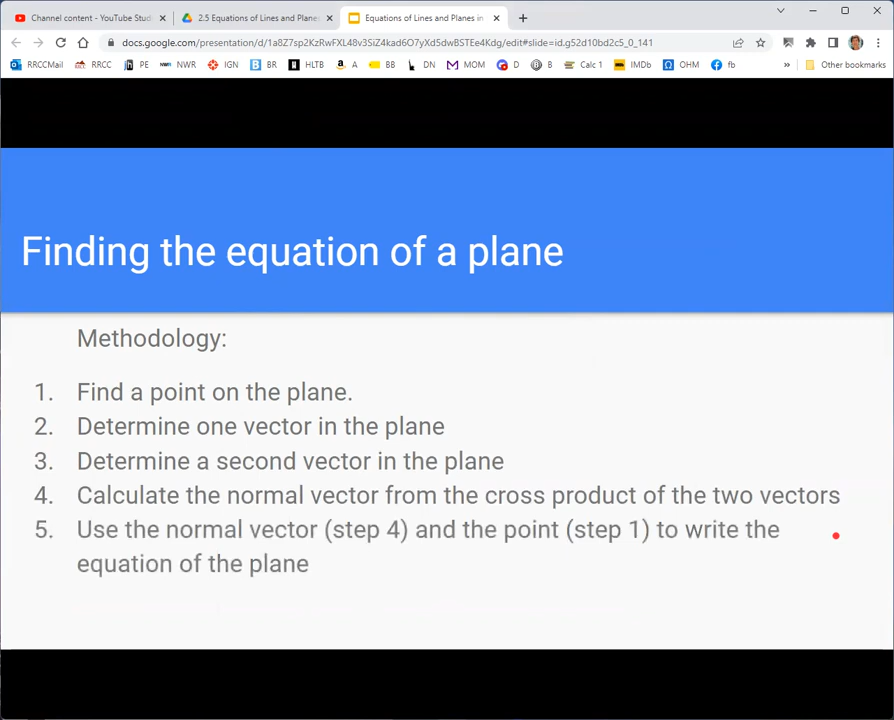 Channel content - YouTube Stud
2.5 Equations of Lines and Planes
Equations of Lines and Planes in
docs.google.com/presentation/d/1a8Z7sp2KzRwFXL48v3SiZ4kad6O7yXd5dwBSTEe4Kdg/edit#slide=id.g52d10bd2c5_0_141
RRCCMail RRCC PE NWR IGN BR HLTB A BB DN MOM D B Calc 1 IMDb OHM fb » Other bookmarks
Finding the equation of a plane
Methodology:
1. Find a point on the plane.
2. Determine one vector in the plane
3. Determine a second vector in the plane
4. Calculate the normal vector from the cross product of the two vectors
5. Use the normal vector (step 4) and the point (step 1) to write the
equation of the plane